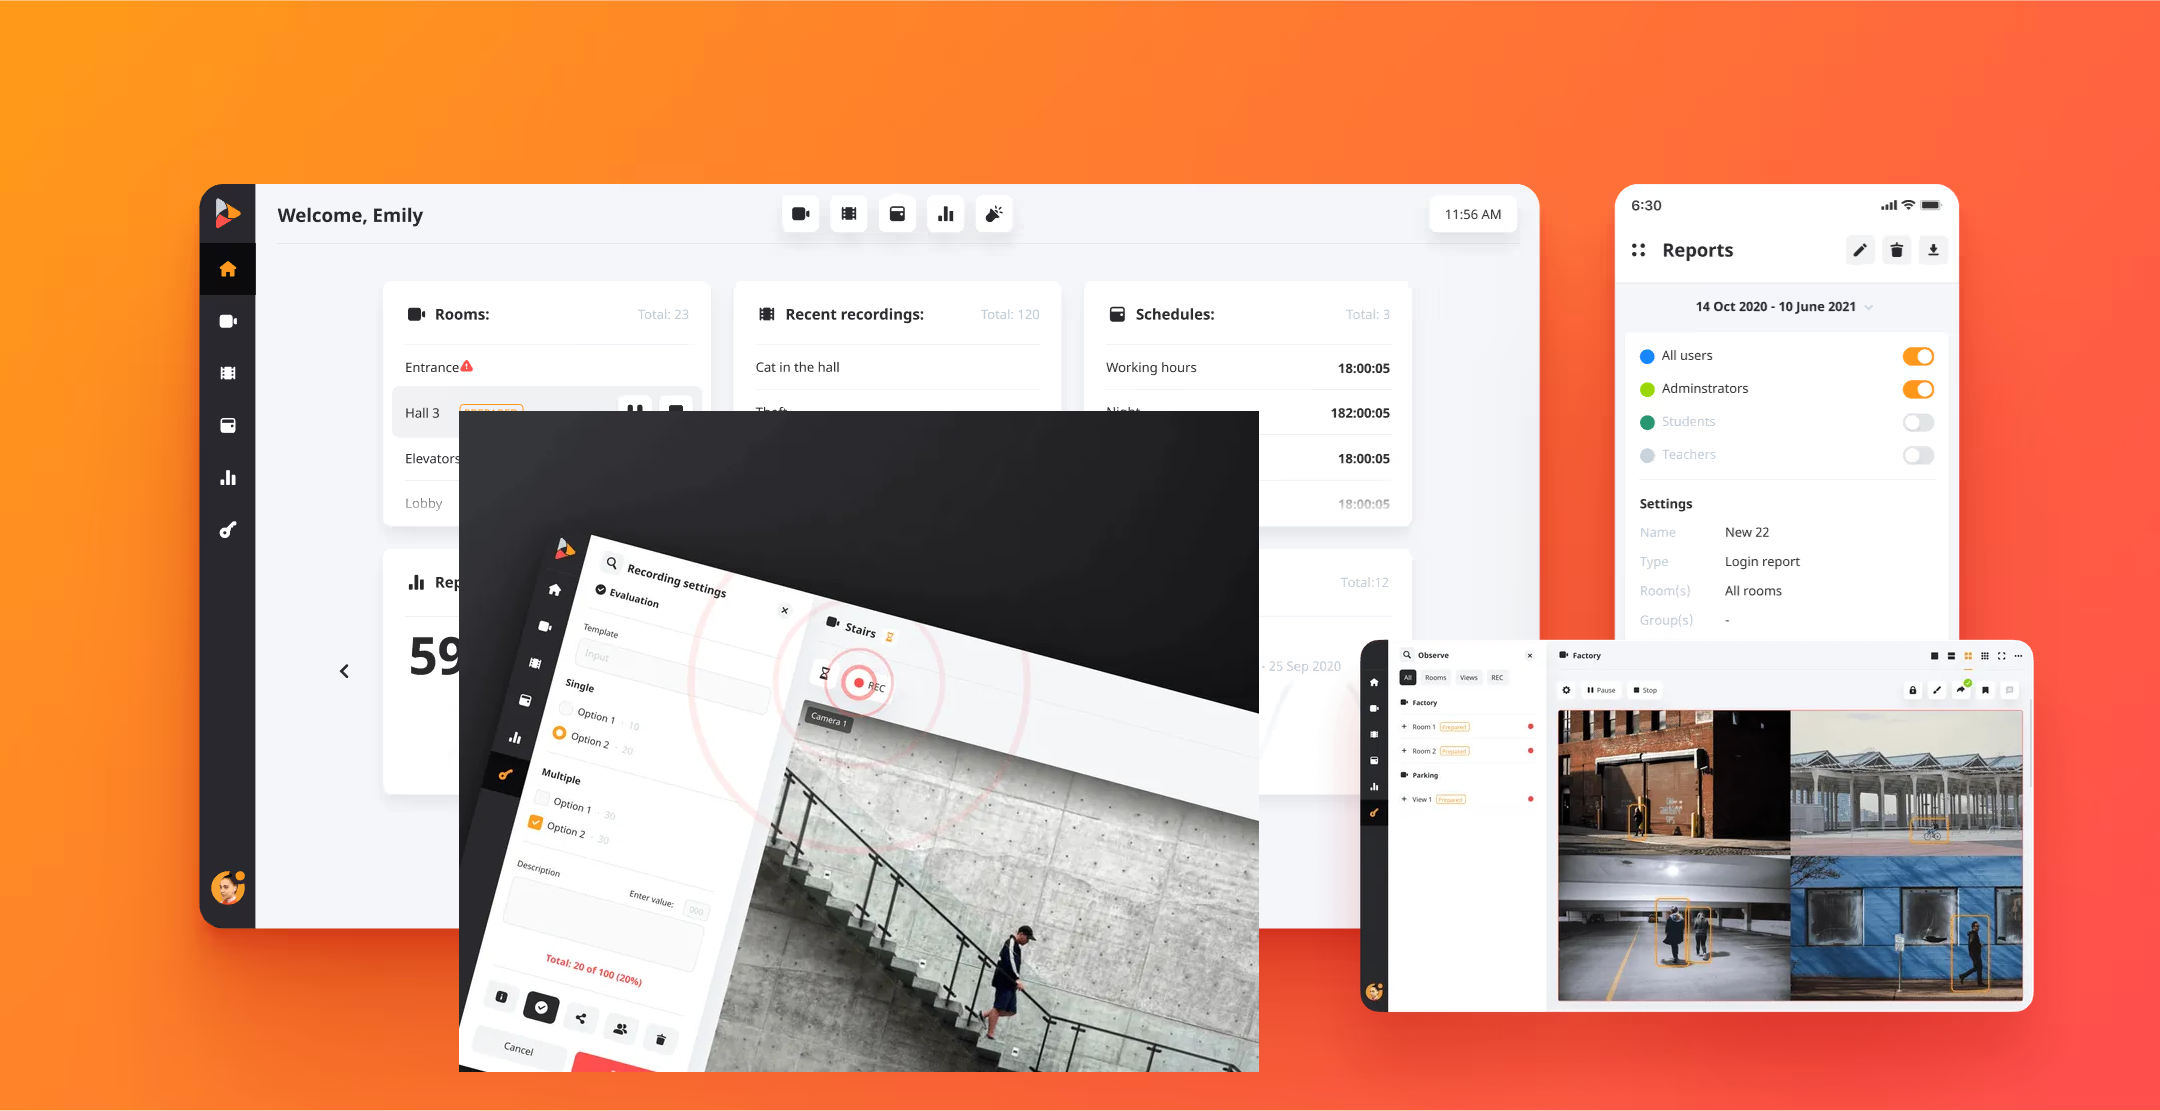 Welcome, Emily
11:56 AM
Rooms:
Total: 23
Entrance
Hall 3
Elevators
Lobby
Recent recordings:
Total: 120
Cat in the hall
Theft
Schedules:
Total: 3
Working hours
18:00:05
Night
182:00:05
18:00:05
18:00:05
Rep
59
Total:12
- 25 Sep 2020
Recording settings
Evaluation
Template
Input
Single
Option 1 · 10
Option 2 · 20
Multiple
Option 1 · 30
Option 2 · 30
Description
Enter value:
000
Total: 20 of 100 (20%)
Cancel
Stairs
REC
Camera 1
6:30
Reports
14 Oct 2020 - 10 June 2021
All users
Adminstrators
Students
Teachers
Settings
Name New 22
Type Login report
Room(s) All rooms
Group(s) -
Observe
All Rooms Views REC
Factory
Room 1 Prepared
Room 2 Prepared
Parking
View 1 Prepared
Factory
Pause
Stop